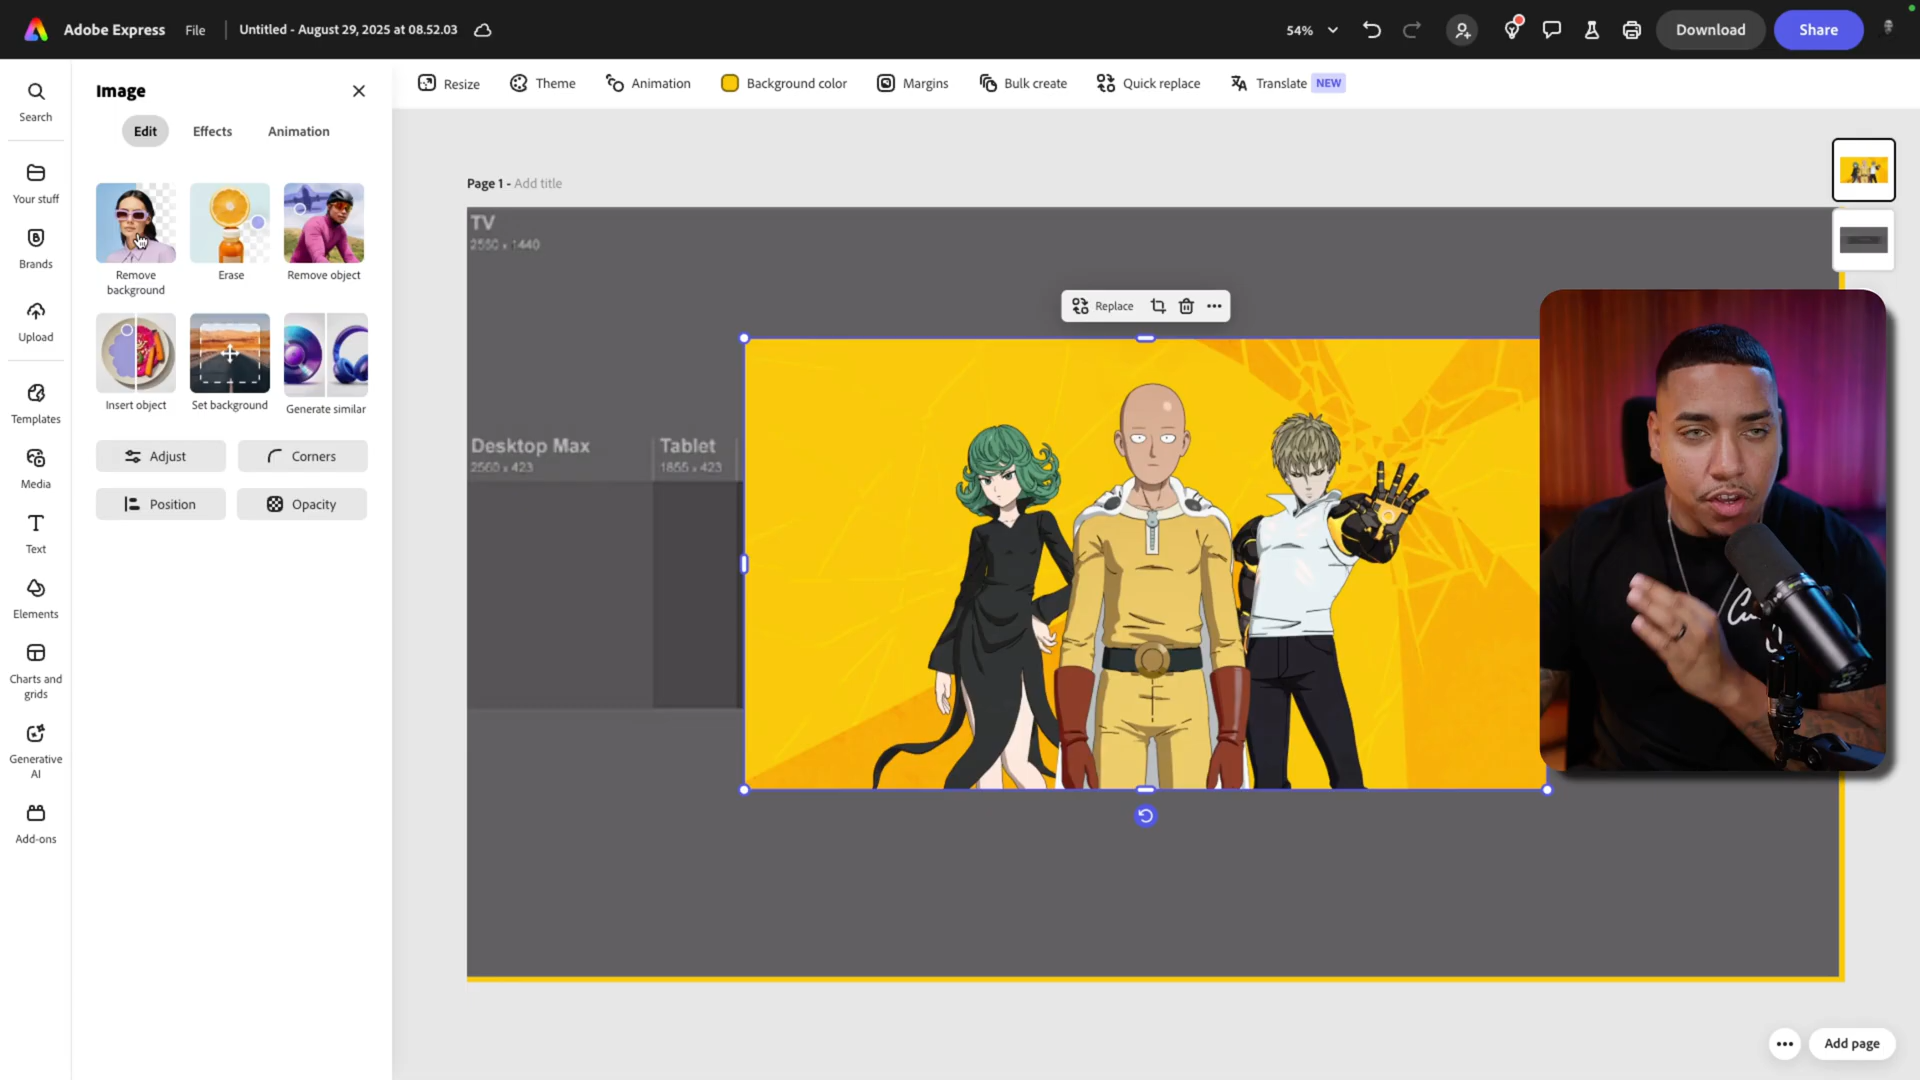 Adobe Express
File
Untitled - August 29, 2025 at 08.52.03
54%
Download
Share
Search
Your stuff
Brands
Upload
Templates
Media
Text
Elements
Charts and
grids
Generative
AI
Add-ons
Image
Edit
Effects
Animation
Remove
background
Erase
Remove object
Insert object
Set background
Generate similar
Adjust
Corners
Position
Opacity
Resize
Theme
Animation
Background color
Margins
Bulk create
Quick replace
Translate
NEW
Page 1 - Add title
TV
2560 x 1440
Replace
Desktop Max
2560 x 423
Tablet
1855 x 423
Add page